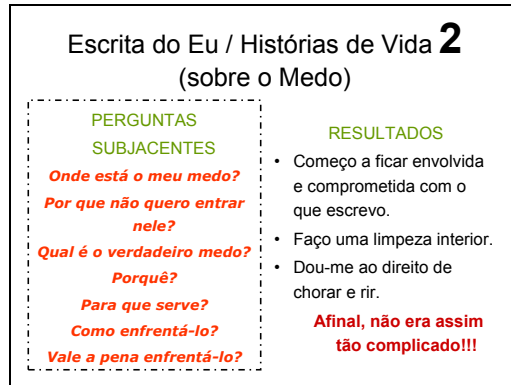 Escrita do Eu / Histórias de Vida 2
(sobre o Medo)
PERGUNTAS
SUBJACENTES
Onde está o meu medo?
Por que não quero entrar
nele?
Qual é o verdadeiro medo?
Porquê?
Para que serve?
Como enfrentá-lo?
Vale a pena enfrentá-lo?
RESULTADOS
• Começo a ficar envolvida
e comprometida com o
que escrevo.
• Faço uma limpeza interior.
• Dou-me ao direito de
chorar e rir.
Afinal, não era assim
tão complicado!!!